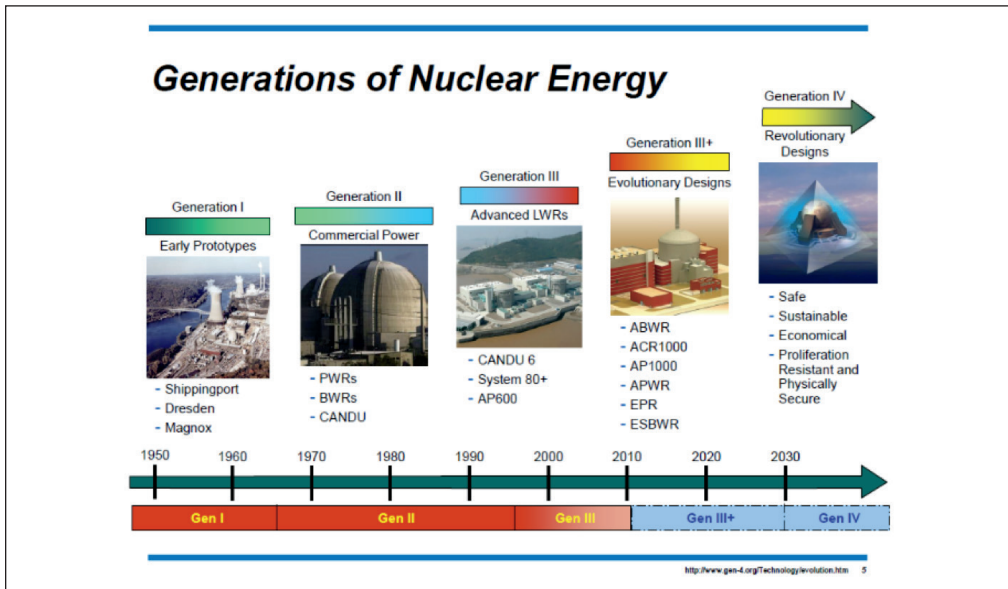 Generations of Nuclear Energy
Generation I
Early Prototypes
- Shippingport
- Dresden
- Magnox
Generation II
Commercial Power
- PWRs
- BWRs
- CANDU
Generation III
Advanced LWRs
- CANDU 6
- System 80+
- AP600
Generation III+
Evolutionary Designs
- ABWR
- ACR1000
- AP1000
- APWR
- EPR
- ESBWR
Generation IV
Revolutionary
Designs
- Safe
- Sustainable
- Economical
- Proliferation
Resistant and
Physically
Secure
1950 1960 1970 1980 1990 2000 2010 2020 2030
Gen I Gen II Gen III Gen III+ Gen IV
http://www.gen-4.org/Technology/evolution.htm 5